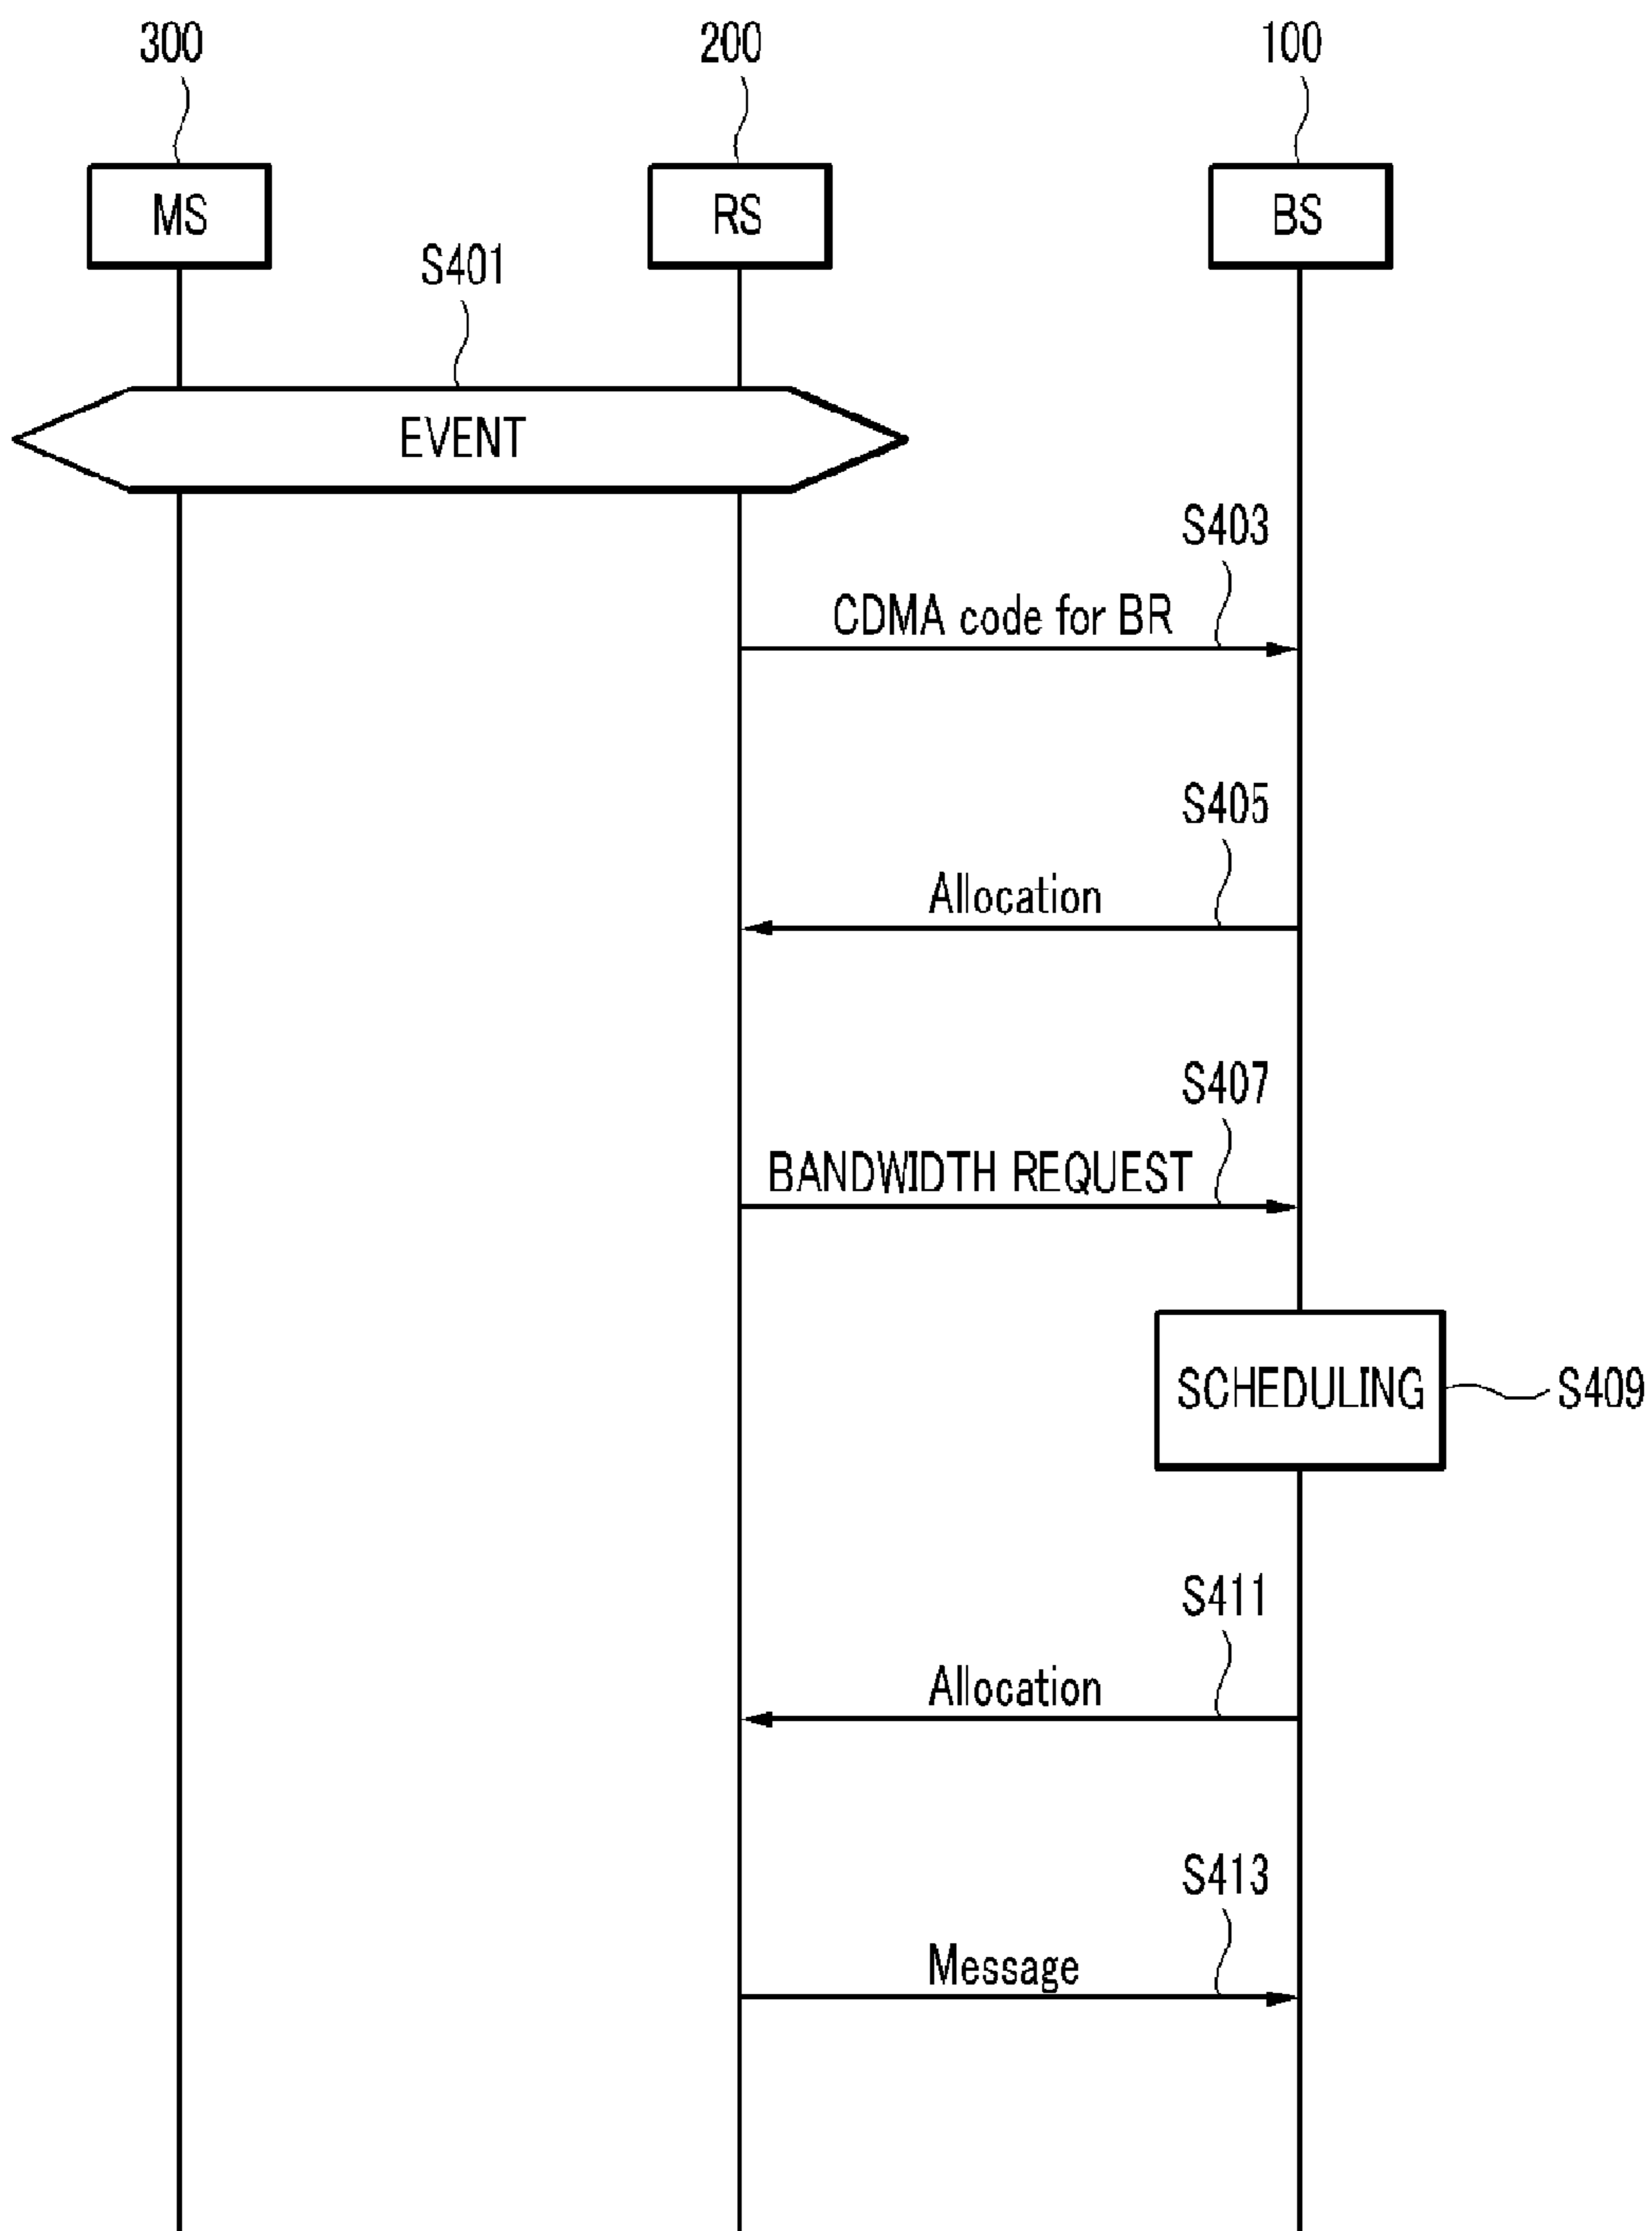 300
200
100
MS
RS
BS
S401
EVENT
S403
CDMA code for BR
S405
Allocation
S407
BANDWIDTH REQUEST
SCHEDULING
S409
S411
Allocation
S413
Message